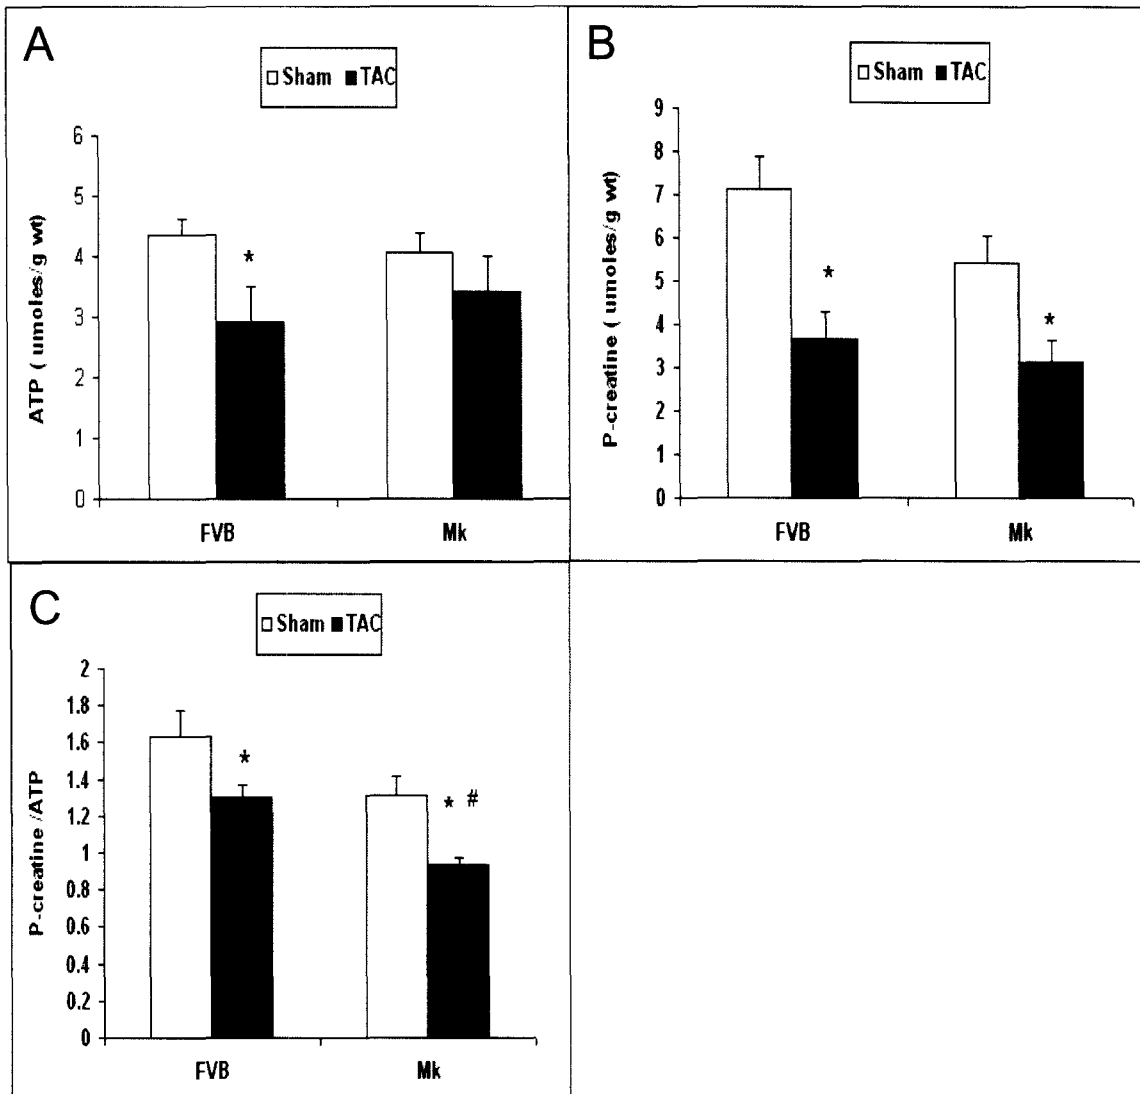 A
Sham TAC
ATP ( umoles/g wt)
6
5
4
3
2
1
0
*
FVB
Mk
B
Sham TAC
P-creatine ( umoles/g wt)
9
8
7
6
5
4
3
2
1
0
*
*
FVB
Mk
C
Sham TAC
P-creatine /ATP
2
1.8
1.6
1.4
1.2
1
0.8
0.6
0.4
0.2
0
*
* #
FVB
Mk